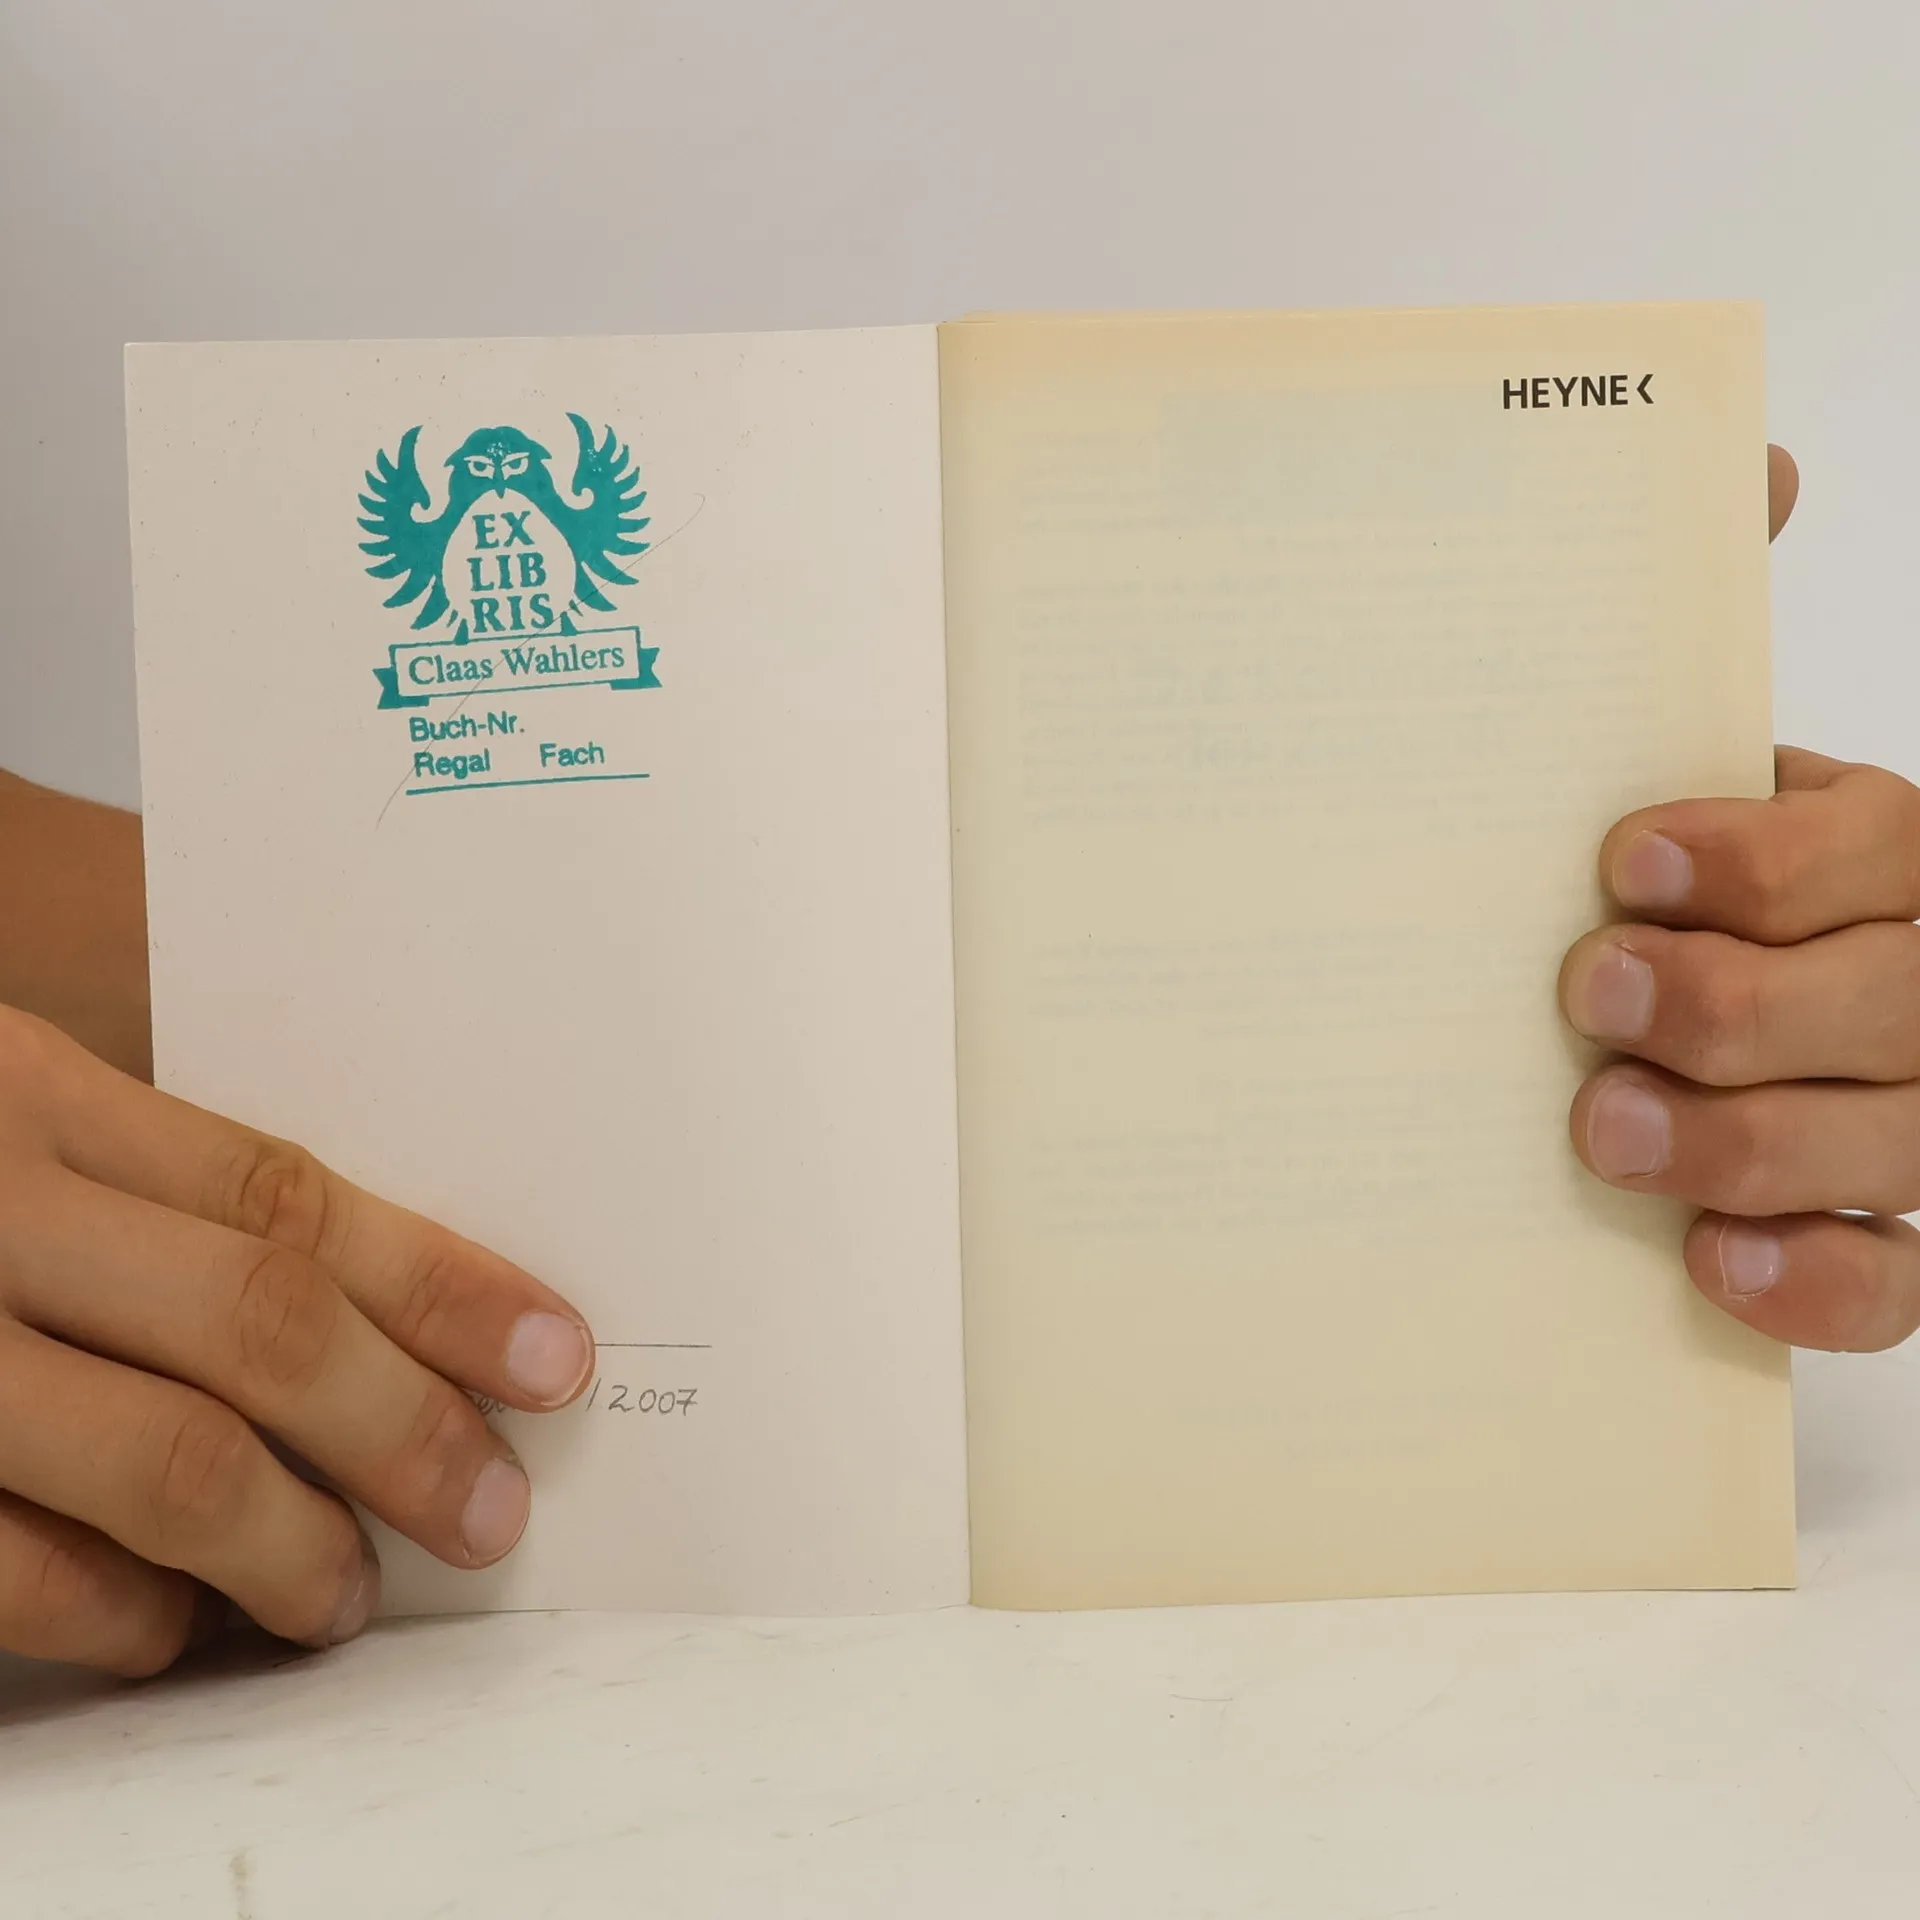 EX
LIB
RIS
Claas Wahlers
Buch-Nr.
Regal Fach
/2007
HEYNE<